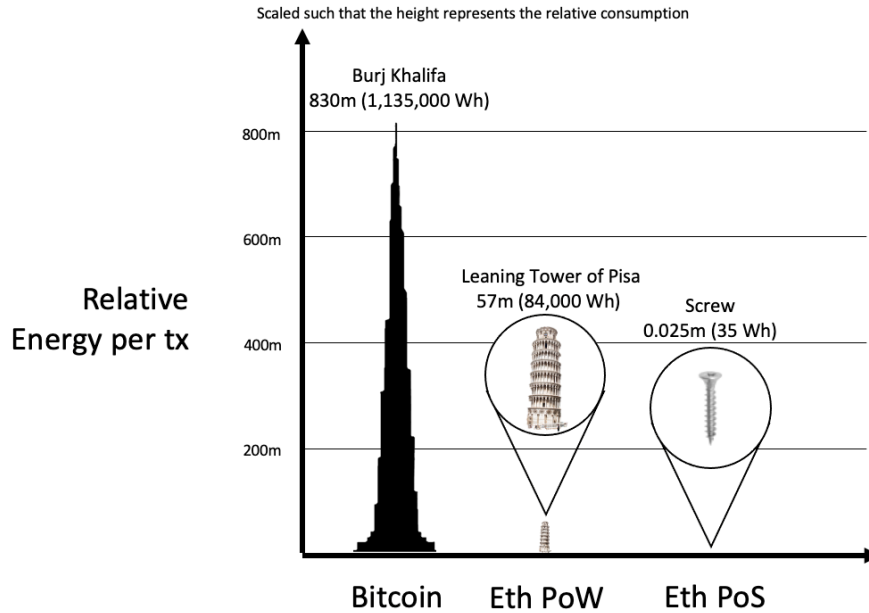 Scaled such that the height represents the relative consumption
Burj Khalifa
830m (1,135,000 Wh)
800m
600m
Leaning Tower of Pisa
57m (84,000 Wh)
Screw
0.025m (35 Wh)
Relative
Energy per tx
400m
200m
Bitcoin
Eth PoW
Eth PoS